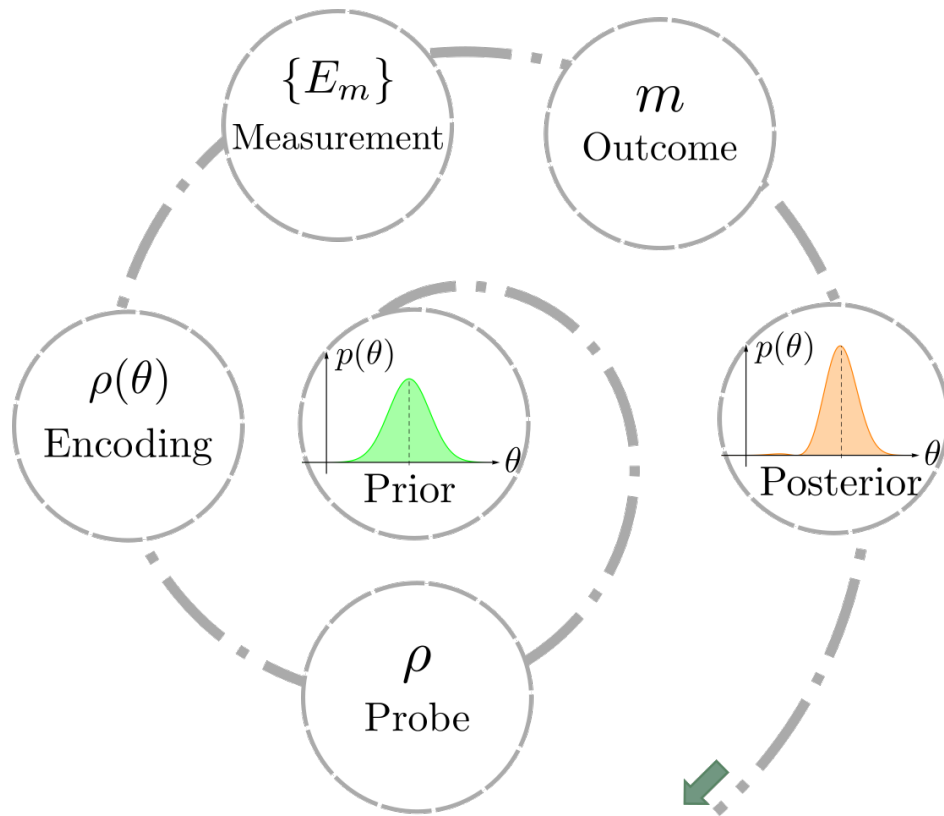 {E_m}
Measurement
m
Outcome
ρ(θ)
Encoding
p(θ)
θ
Prior
p(θ)
θ
Posterior
ρ
Probe